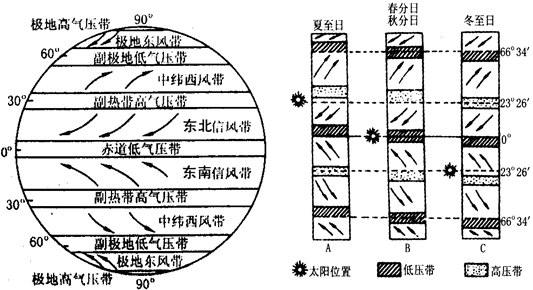 极地高气压带
90°
极地东风带
60°
副极地低气压带
中纬西风带
30°
副热带高气压带
东北信风带
0°
赤道低气压带
东南信风带
30°
副热带高气压带
中纬西风带
60°
副极地低气压带
极地东风带
极地高气压带
90°
夏至日
春分日
秋分日
冬至日
66°34′
23°26′
0°
23°26′
66°34′
A
B
C
太阳位置
低压带
高压带